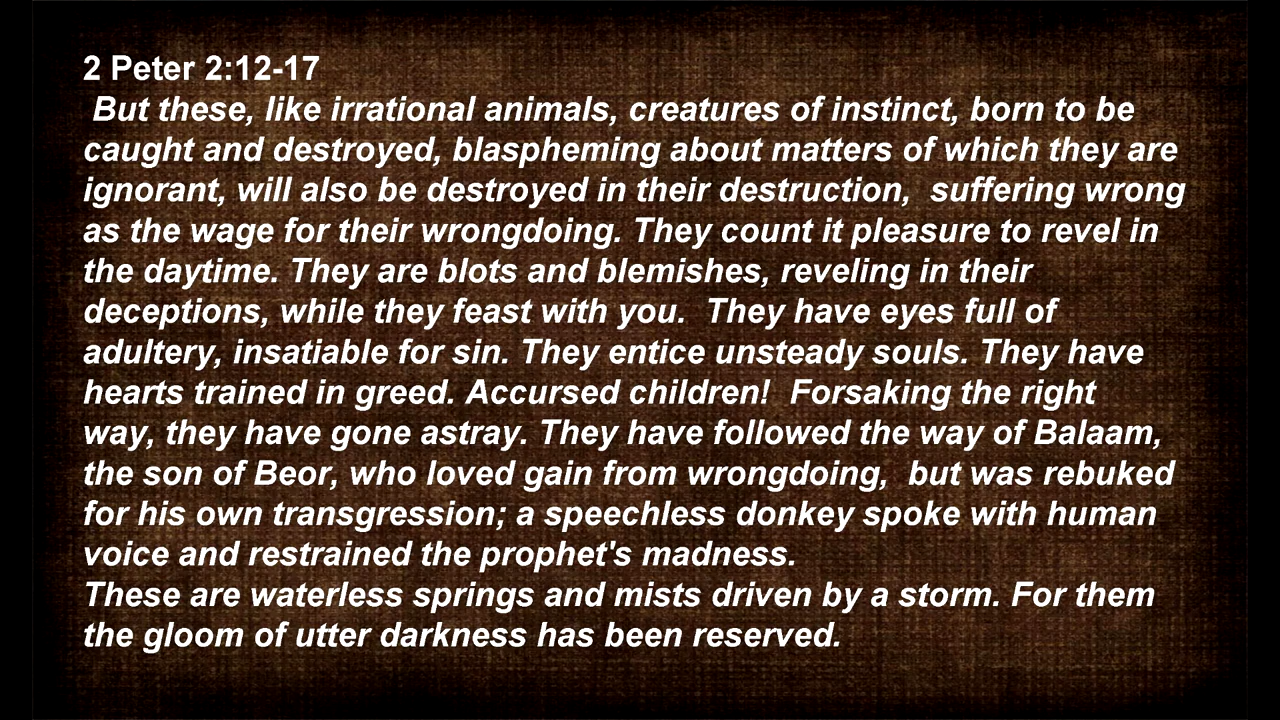 2 Peter 2:12-17
But these, like irrational animals, creatures of instinct, born to be
caught and destroyed, blaspheming about matters of which they are
ignorant, will also be destroyed in their destruction,  suffering wrong
as the wage for their wrongdoing. They count it pleasure to revel in
the daytime. They are blots and blemishes, reveling in their
deceptions, while they feast with you.  They have eyes full of
adultery, insatiable for sin. They entice unsteady souls. They have
hearts trained in greed. Accursed children!  Forsaking the right
way, they have gone astray. They have followed the way of Balaam,
the son of Beor, who loved gain from wrongdoing,  but was rebuked
for his own transgression; a speechless donkey spoke with human
voice and restrained the prophet's madness.
These are waterless springs and mists driven by a storm. For them
the gloom of utter darkness has been reserved.